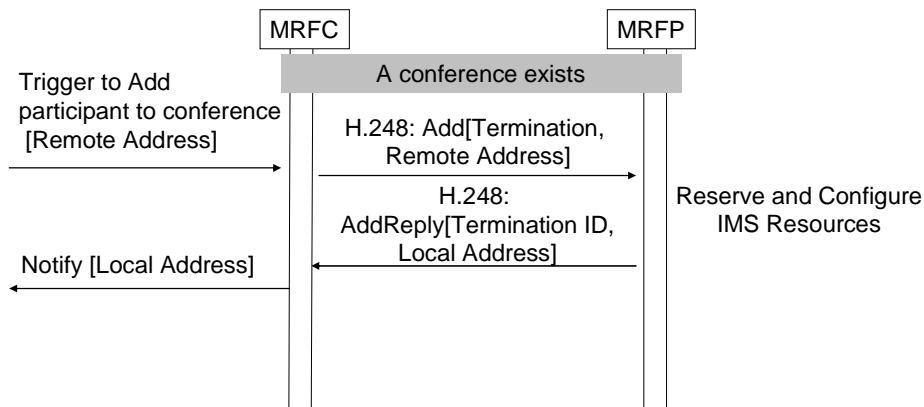 MRFC
MRFP
A conference exists
Trigger to Add
participant to conference
[Remote Address]
H.248: Add[Termination,
Remote Address]
H.248:
AddReply[Termination ID,
Local Address]
Reserve and Configure
IMS Resources
Notify [Local Address]